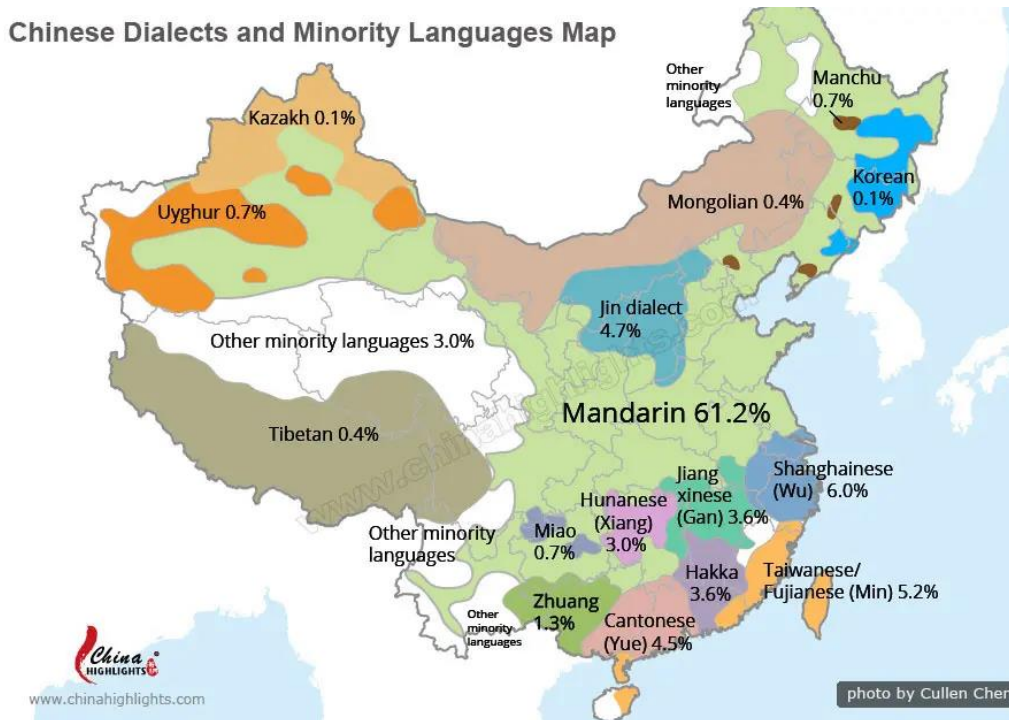 Chinese Dialects and Minority Languages Map
Other
minority
languages
Manchu
0.7%
Kazakh 0.1%
Korean
0.1%
Mongolian 0.4%
Uyghur 0.7%
Jin dialect
4.7%
Other minority languages 3.0%
Mandarin 61.2%
Tibetan 0.4%
www.chinahighlights.com
Shanghainese
(Wu) 6.0%
Jiang
xinese
(Gan) 3.6%
Hunanese
(Xiang)
3.0%
Other minority
languages
Miao
0.7%
Hakka
3.6%
Taiwanese/
Fujianese (Min) 5.2%
Zhuang
1.3%
Other
minority
languages
Cantonese
(Yue) 4.5%
China
HIGHLIGHTS
www.chinahighlights.com
photo by Cullen Chen